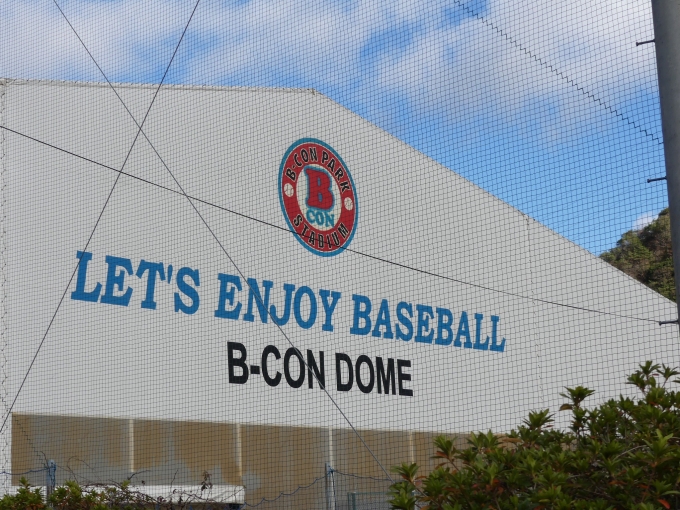 B-CON PARK
B
CON
STADIUM
LET'S ENJOY BASEBALL
B-CON DOME